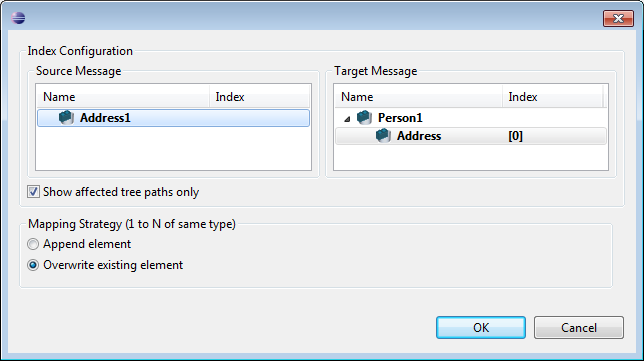 Index Configuration
Source Message
Name Index
Address1
Target Message
Name Index
Person1
Address [0]
Show affected tree paths only
Mapping Strategy (1 to N of same type)
Append element
Overwrite existing element
OK Cancel